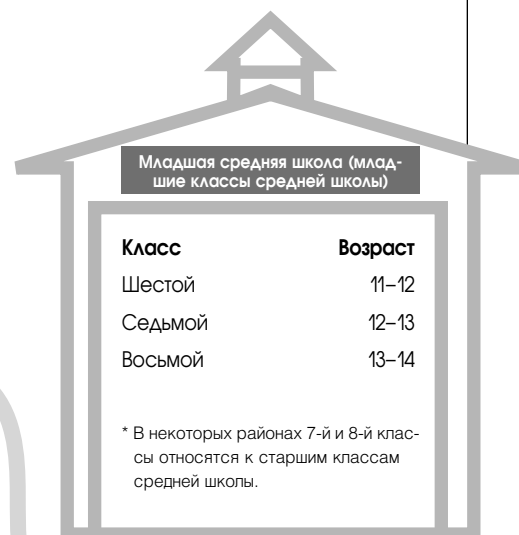 Младшая средняя школа (млад-
шие классы средней школы)
Класс Возраст
Шестой 11–12
Седьмой 12–13
Восьмой 13–14
* В некоторых районах 7-й и 8-й клас-
сы относятся к старшим классам
средней школы.